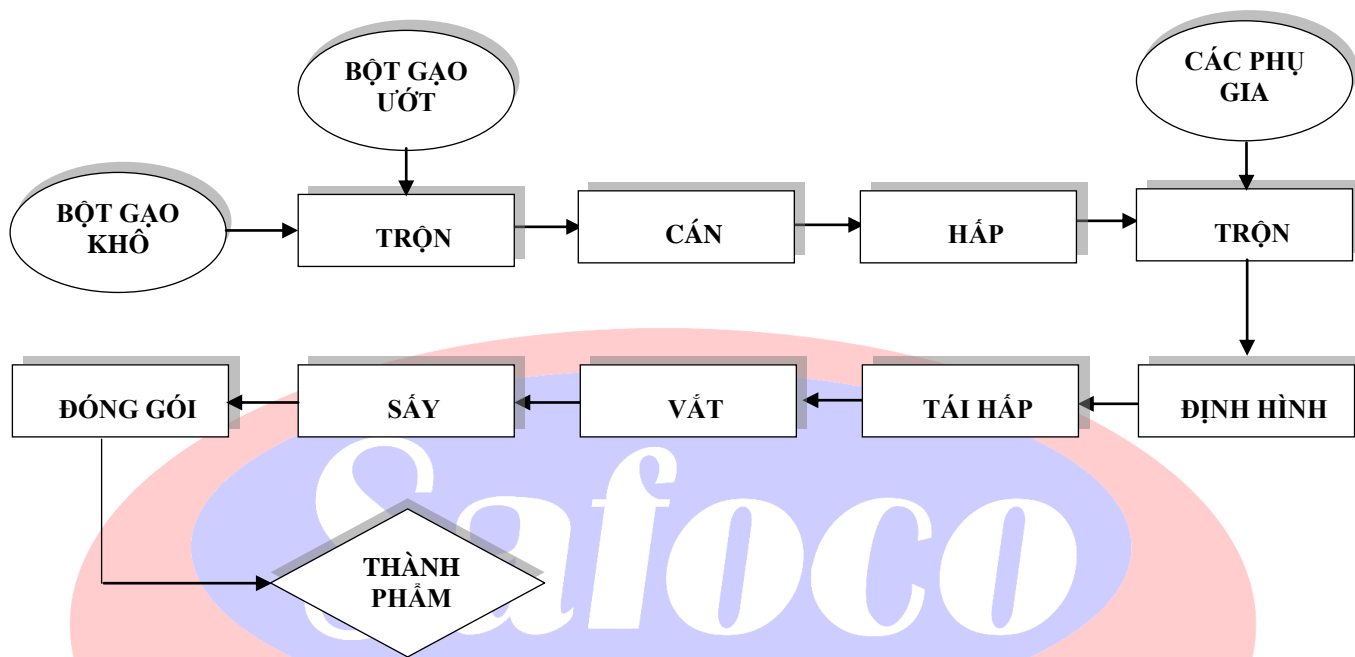 BỘT GẠO
ƯỚT
CÁC PHỤ
GIA
BỘT GẠO
KHÔ
TRỘN
CÁN
HẤP
TRỘN
ĐÓNG GÓI
SẤY
VẮT
TÁI HẤP
ĐỊNH HÌNH
Safoco
THÀNH
PHẨM